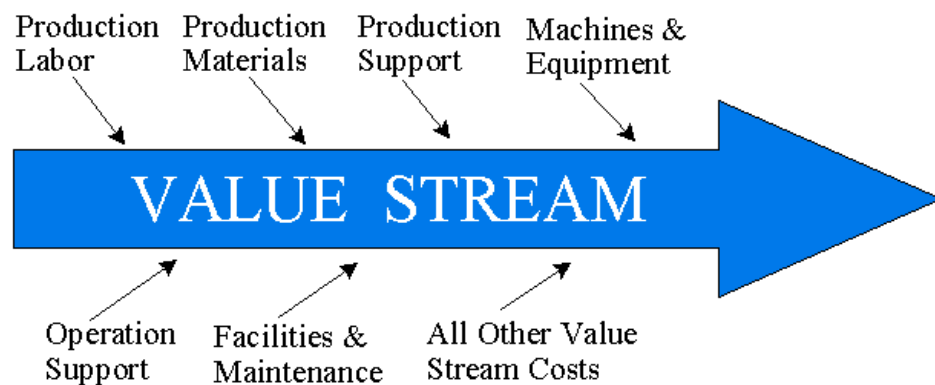 Production
Labor
Production
Materials
Production
Support
Machines &
Equipment
VALUE STREAM
Operation
Support
Facilities &
Maintenance
All Other Value
Stream Costs